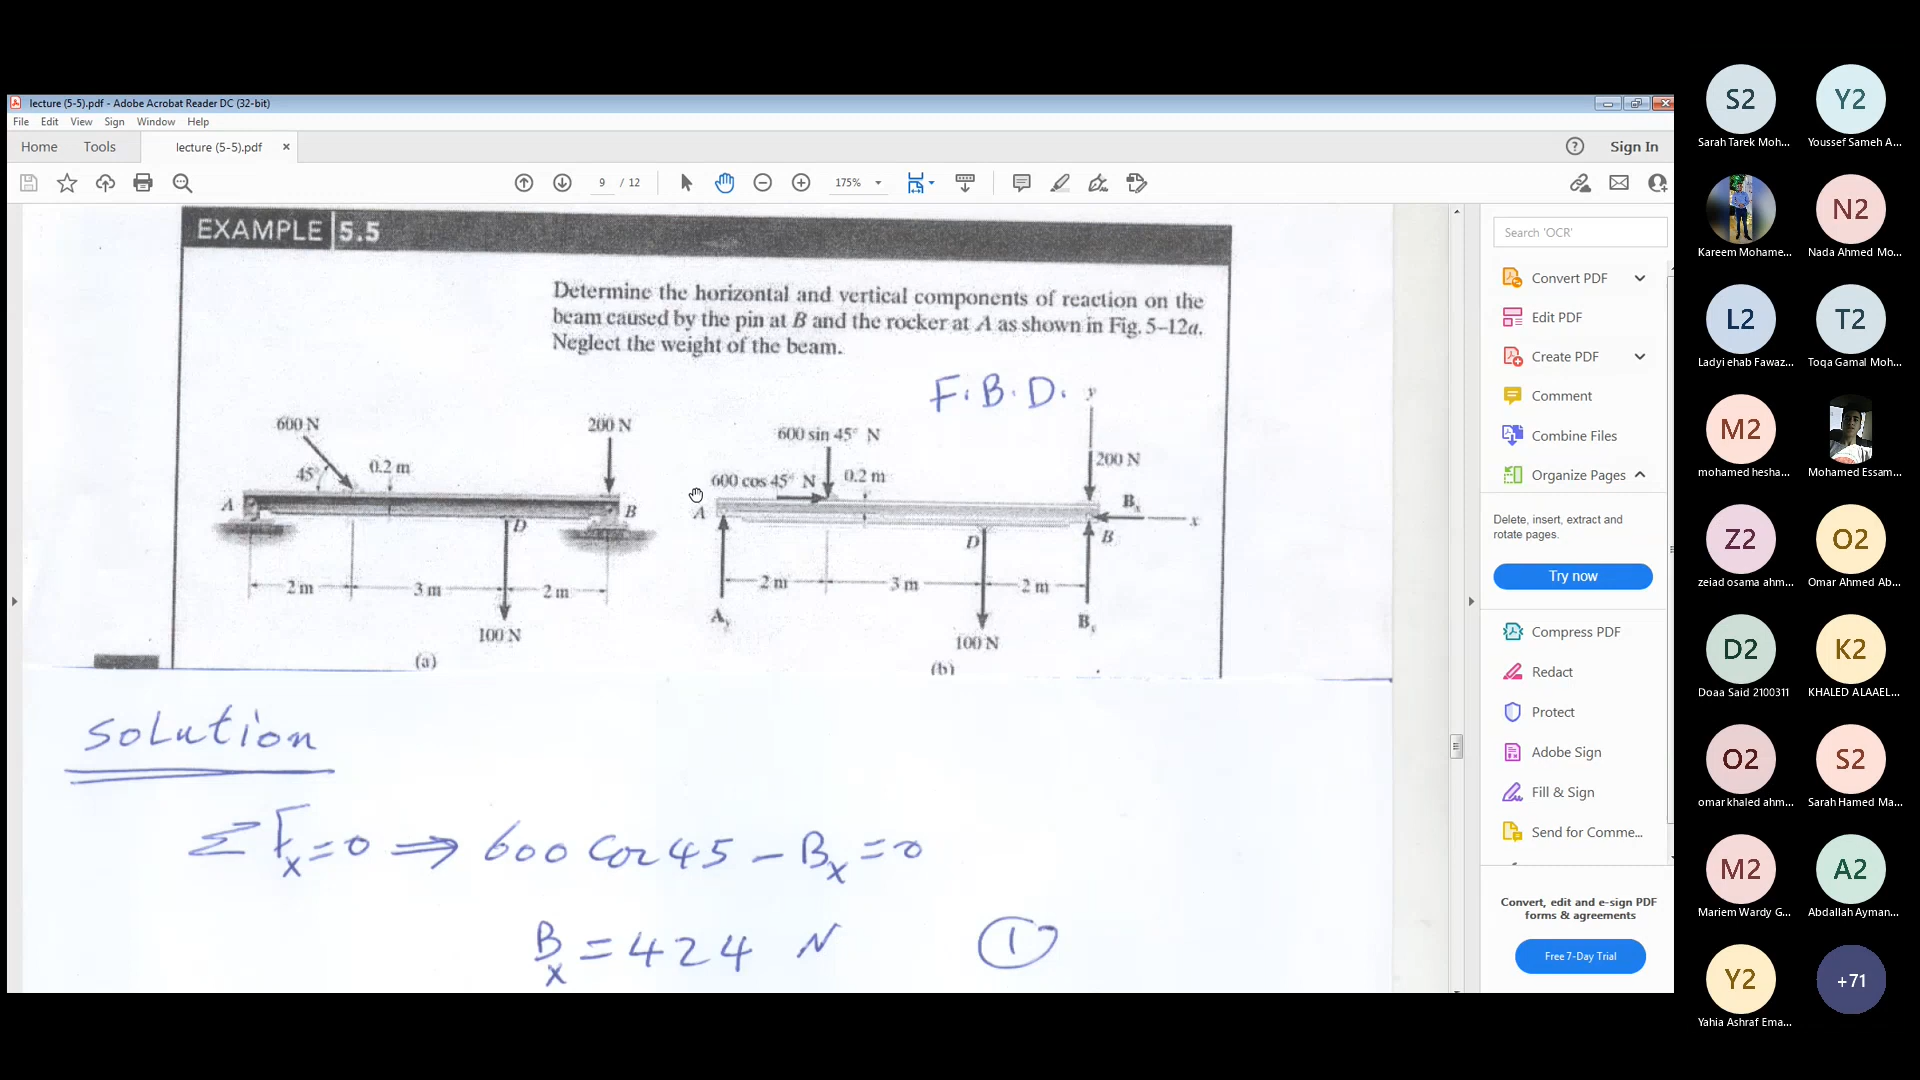 lecture (5-5).pdf - Adobe Acrobat Reader DC (32-bit)
File Edit View Sign Window Help
Home Tools lecture (5-5).pdf × Sign In
9 / 12 175%
EXAMPLE 5.5
Determine the horizontal and vertical components of reaction on the
beam caused by the pin at B and the rocker at A as shown in Fig. 5–12a.
Neglect the weight of the beam.
F.B.D.
600 N
200 N
45°
0.2 m
A
B
D
2 m
3 m
2 m
100 N
(a)
y
600 sin 45° N
200 N
600 cos 45° N
0.2 m
Bx
A
x
D
B
2 m
3 m
2 m
Ay
By
100 N
(b)
Solution
Σ Fx = 0 ⇒ 600 Cos 45 − Bx = 0
Bx = 424 N ①
Search 'OCR'
Convert PDF
Edit PDF
Create PDF
Comment
Combine Files
Organize Pages
Delete, insert, extract and
rotate pages.
Try now
Compress PDF
Redact
Protect
Adobe Sign
Fill & Sign
Send for Comme...
Convert, edit and e-sign PDF
forms & agreements
Free 7-Day Trial
S2 Y2
Sarah Tarek Moh... Youssef Sameh A...
N2
Kareem Mohame... Nada Ahmed Mo...
L2 T2
Ladyi ehab Fawaz... Toqa Gamal Moh...
M2
mohamed hesha... Mohamed Essam...
Z2 O2
zeiad osama ahm... Omar Ahmed Ab...
D2 K2
Doaa Said 2100311 KHALED ALAAEL...
O2 S2
omar khaled ahm... Sarah Hamed Ma...
M2 A2
Mariem Wardy G... Abdallah Ayman...
Y2 +71
Yahia Ashraf Ema...